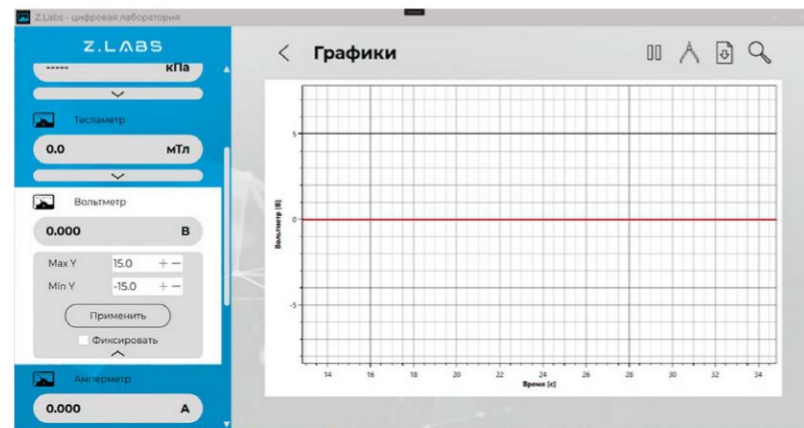 Z.Labs - цифровая лаборатория
Z.LABS
----- кПа
Тесламетр
0.0 мТл
Вольтметр
0.000 В
Max Y 15.0 + −
Min Y -15.0 + −
Применить
Фиксировать
Амперметр
0.000 А
Графики
Вольтметр [В]
5
0
-5
14 16 18 20 22 24 26 28 30 32 34
Время [с]